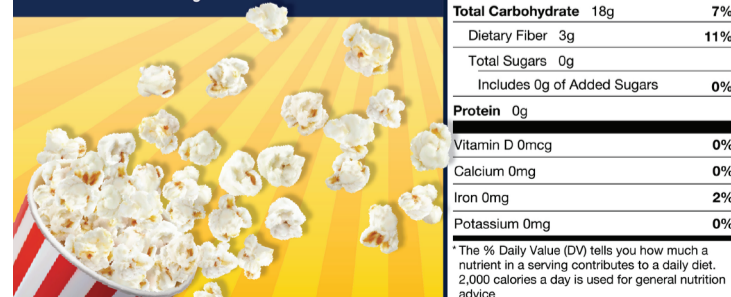 Total Carbohydrate 18g 7%
Dietary Fiber 3g 11%
Total Sugars 0g
Includes 0g of Added Sugars 0%
Protein 0g
Vitamin D 0mcg 0%
Calcium 0mg 0%
Iron 0mg 2%
Potassium 0mg 0%
* The % Daily Value (DV) tells you how much a
nutrient in a serving contributes to a daily diet.
2,000 calories a day is used for general nutrition
advice